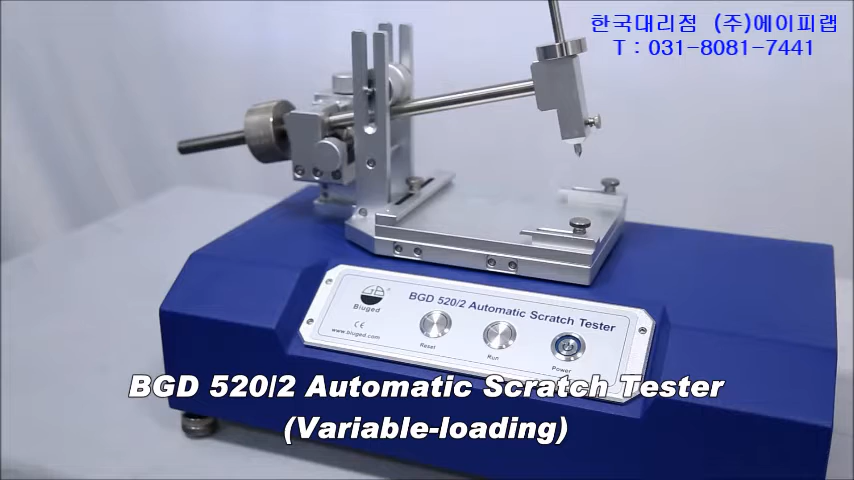 한국대리점 (주)에이피랩
T : 031-8081-7441
GB
Biuged
CE
www.biuged.com
BGD 520/2 Automatic Scratch Tester
Reset
Run
Power
BGD 520/2 Automatic Scratch Tester
(Variable-loading)